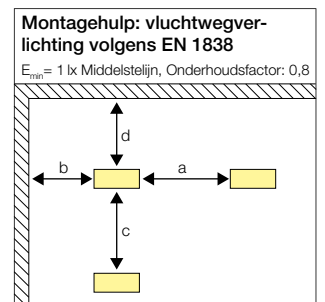 Montagehulp: vluchtwegver-
lichting volgens EN 1838
Emin= 1 lx Middelstelijn, Onderhoudsfactor: 0,8
d
b
a
c